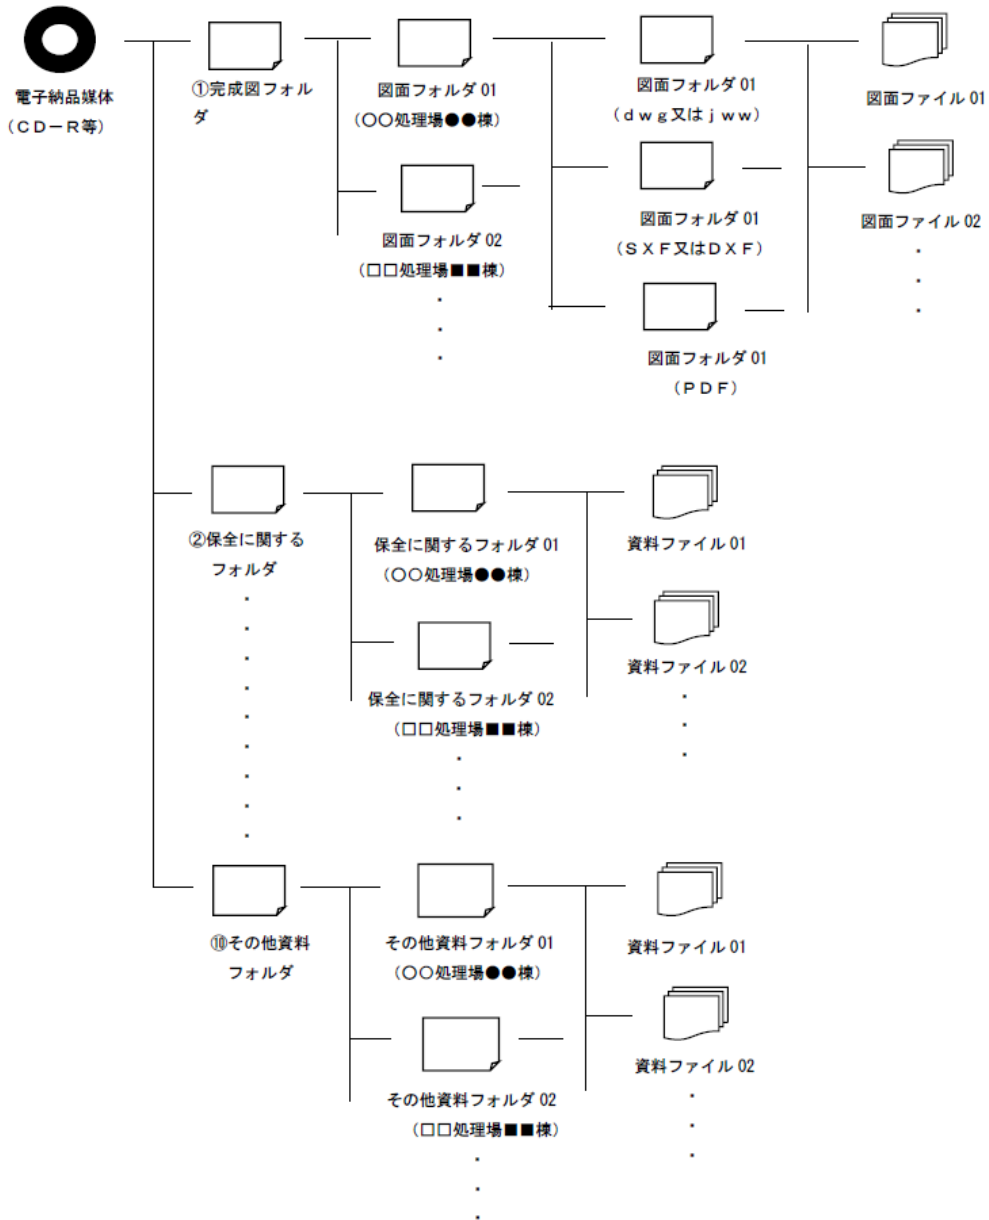 電子納品媒体
(CD－R等)
①完成図フォル
ダ
図面フォルダ 01
(〇〇処理場●●棟)
図面フォルダ 02
(□□処理場■■棟)
・
・
・
図面フォルダ 01
(ｄｗｇ又はｊｗｗ)
図面フォルダ 01
(ＳＸＦ又はＤＸＦ)
図面フォルダ 01
(ＰＤＦ)
図面ファイル 01
図面ファイル 02
・
・
・
②保全に関する
フォルダ
・
・
・
・
・
・
・
・
・
保全に関するフォルダ 01
(〇〇処理場●●棟)
保全に関するフォルダ 02
(□□処理場■■棟)
・
・
・
資料ファイル 01
資料ファイル 02
・
・
・
⑩その他資料
フォルダ
その他資料フォルダ 01
(〇〇処理場●●棟)
その他資料フォルダ 02
(□□処理場■■棟)
・
・
・
資料ファイル 01
資料ファイル 02
・
・
・